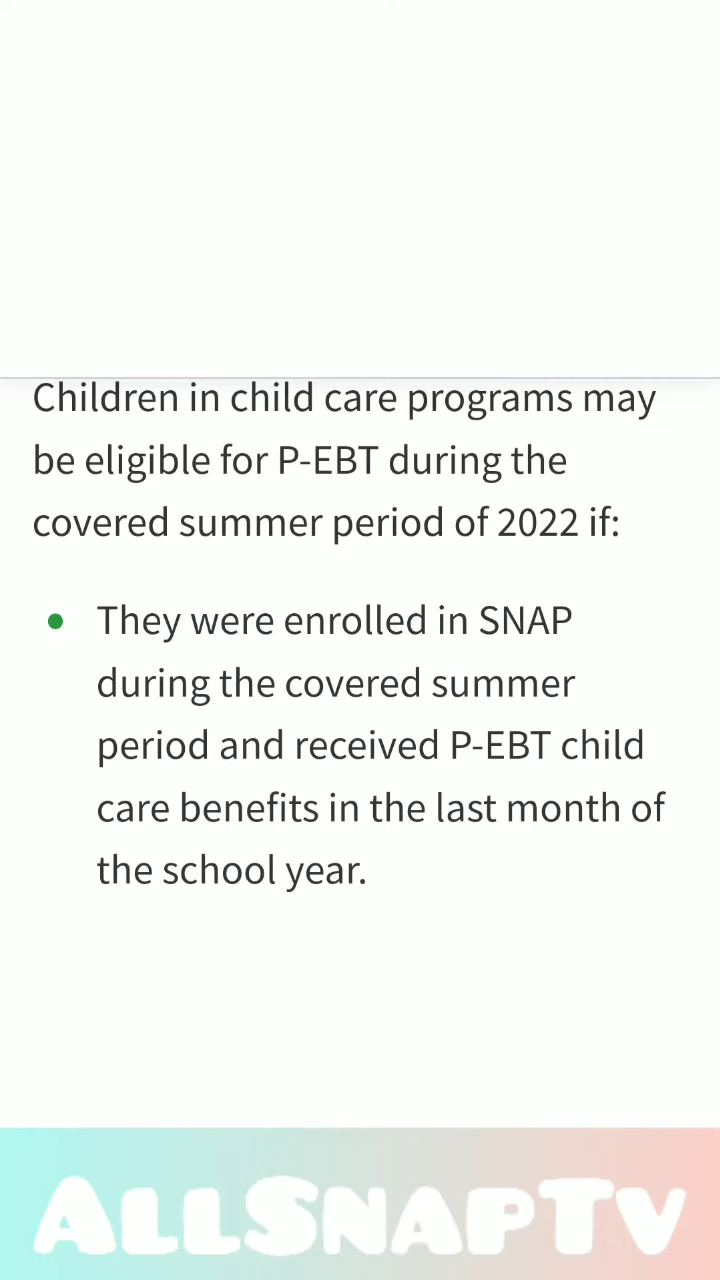 Children in child care programs may
be eligible for P-EBT during the
covered summer period of 2022 if:
They were enrolled in SNAP
during the covered summer
period and received P-EBT child
care benefits in the last month of
the school year.
ALLSNAPTV